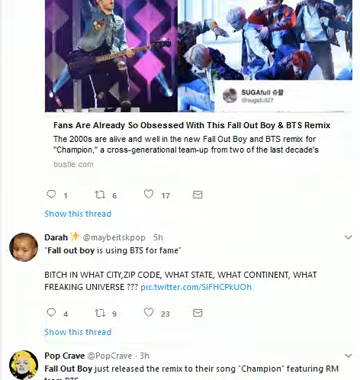 SUGAfull 슈팔
@sugafull27
Fans Are Already So Obsessed With This Fall Out Boy & BTS Remix
The 2000s are alive and well in the new Fall Out Boy and BTS remix for
"Champion," a cross-generational team-up from two of the last decade's
bustle.com
1 6 17
Show this thread
Darah ✨ @maybeitskpop · 5h
"Fall out boy is using BTS for fame"
BITCH IN WHAT CITY,ZIP CODE, WHAT STATE, WHAT CONTINENT, WHAT
FREAKING UNIVERSE ??? pic.twitter.com/SiFHCPkUOh
4 9 23
Show this thread
Pop Crave @PopCrave · 3h
Fall Out Boy just released the remix to their song "Champion" featuring RM
from BTS